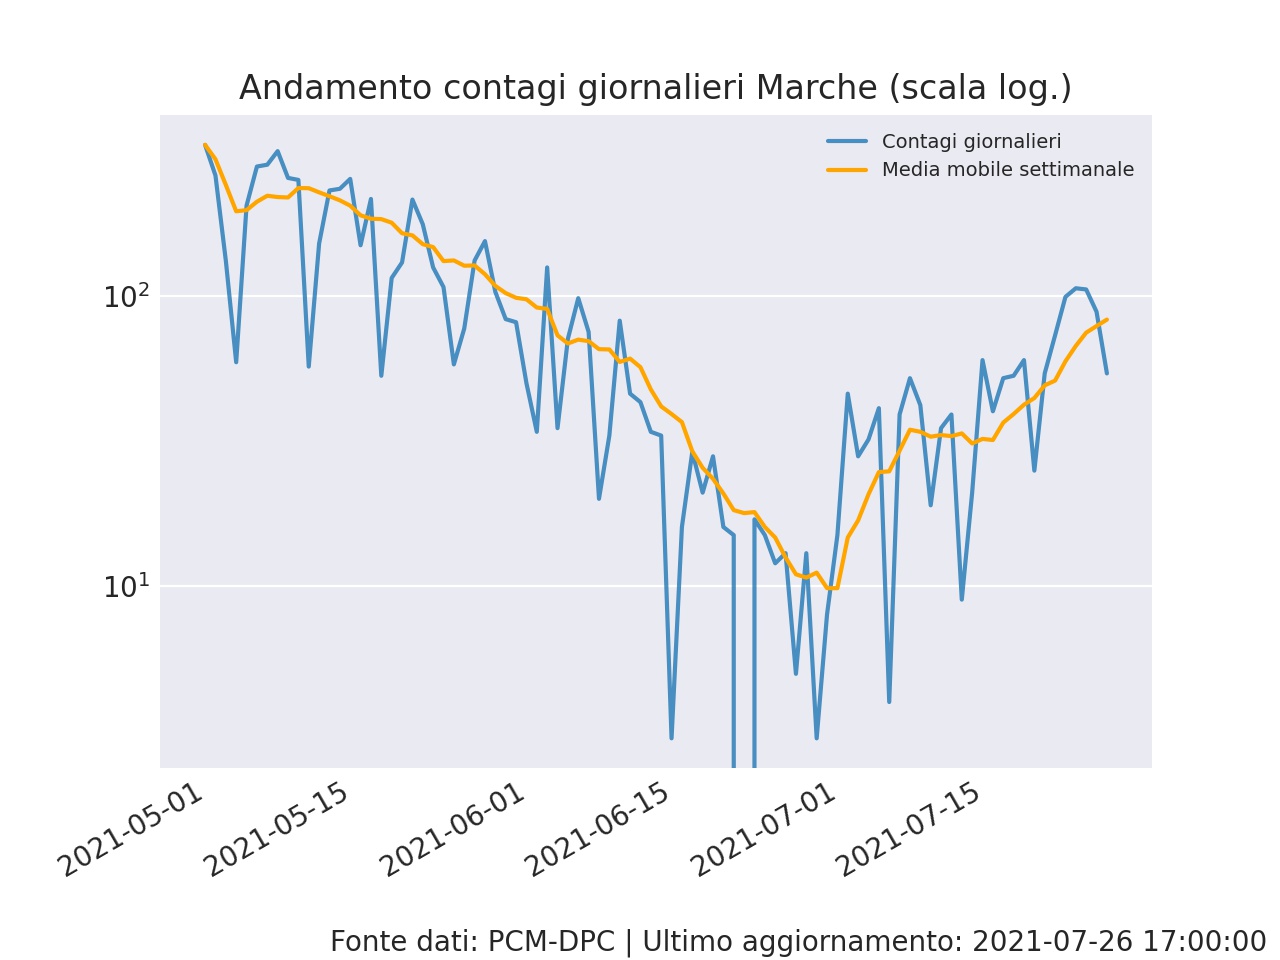 Andamento contagi giornalieri Marche (scala log.)
Contagi giornalieri
Media mobile settimanale
10²
10¹
2021-05-01
2021-05-15
2021-06-01
2021-06-15
2021-07-01
2021-07-15
Fonte dati: PCM-DPC | Ultimo aggiornamento: 2021-07-26 17:00:00